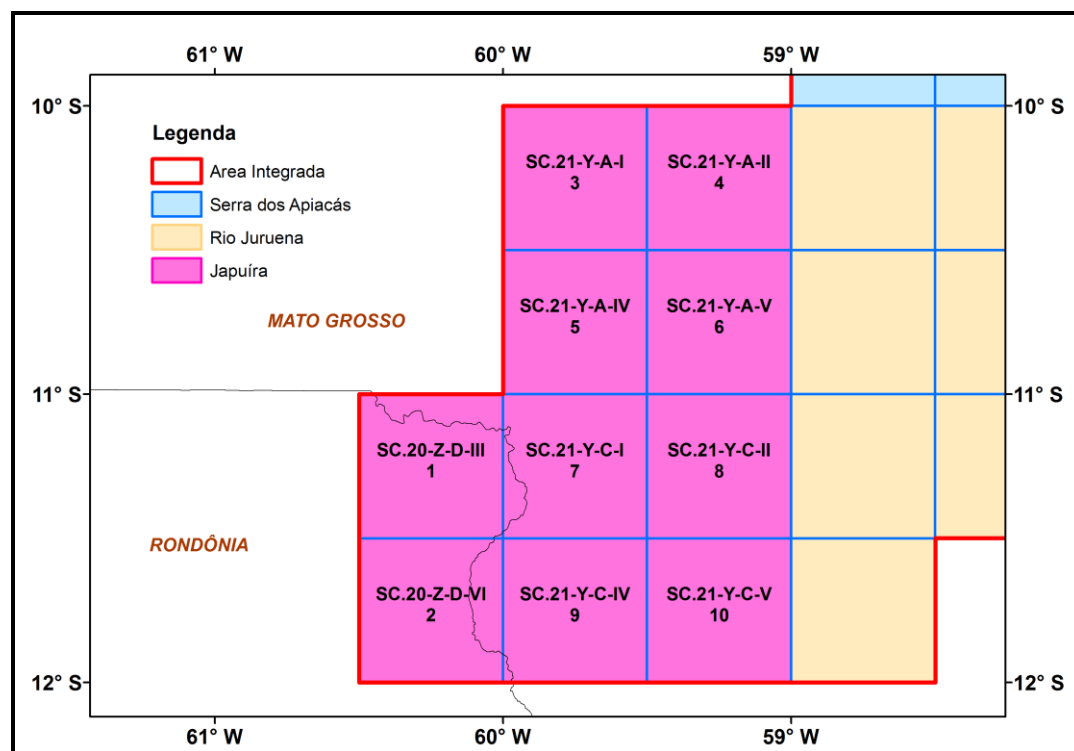 61° W 60° W 59° W
10° S 10° S
Legenda
Area Integrada
Serra dos Apiacás
Rio Juruena
Japuíra
SC.21-Y-A-I
3
SC.21-Y-A-II
4
MATO GROSSO
SC.21-Y-A-IV
5
SC.21-Y-A-V
6
11° S 11° S
SC.20-Z-D-III
1
SC.21-Y-C-I
7
SC.21-Y-C-II
8
RONDÔNIA
SC.20-Z-D-VI
2
SC.21-Y-C-IV
9
SC.21-Y-C-V
10
12° S 12° S
61° W 60° W 59° W